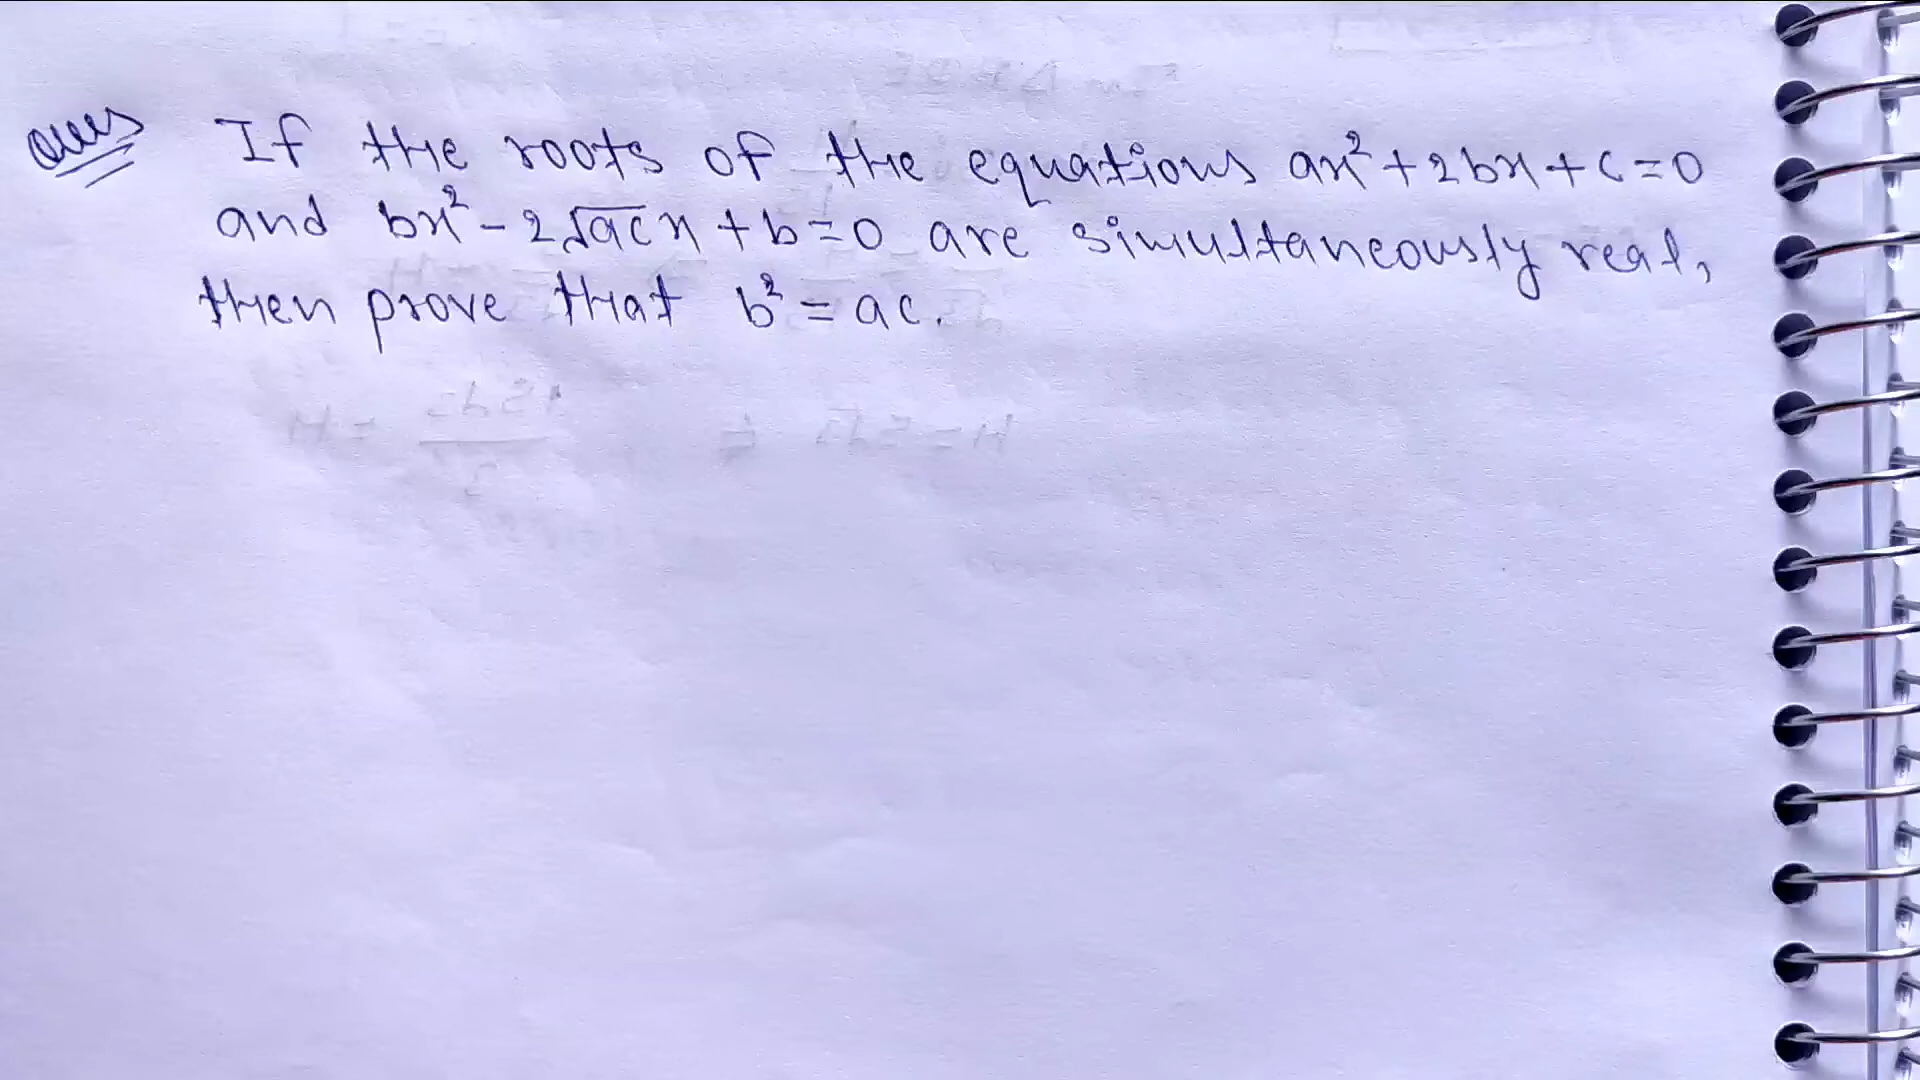 Ques If the roots of the equations ax²+2bx+c=0
and bx²-2√acx+b=0 are simultaneously real,
then prove that b²=ac.